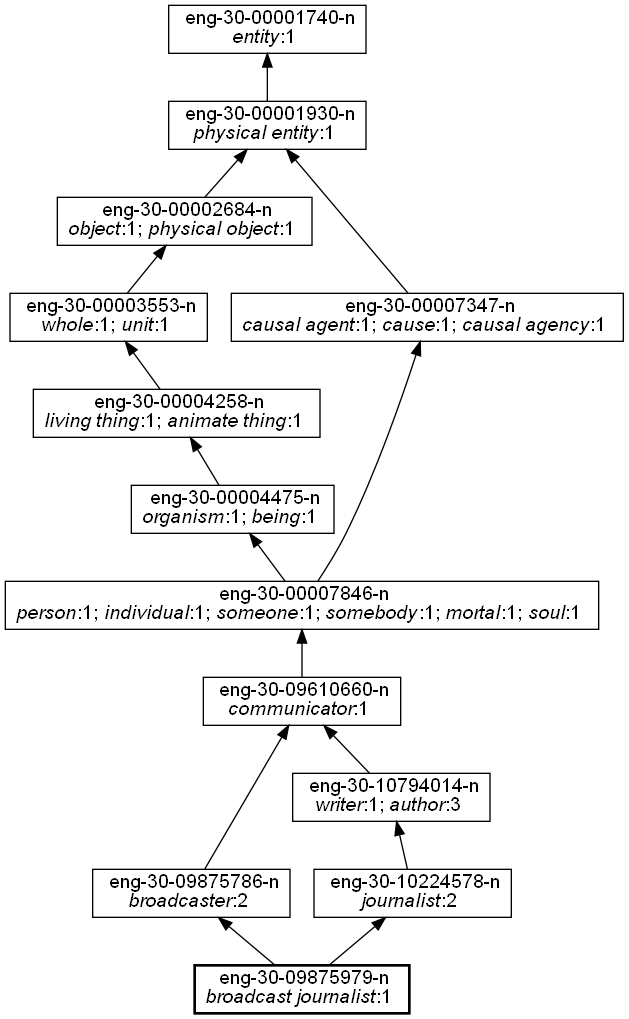 eng-30-00001740-n
entity:1
eng-30-00001930-n
physical entity:1
eng-30-00002684-n
object:1; physical object:1
eng-30-00003553-n
whole:1; unit:1
eng-30-00007347-n
causal agent:1; cause:1; causal agency:1
eng-30-00004258-n
living thing:1; animate thing:1
eng-30-00004475-n
organism:1; being:1
eng-30-00007846-n
person:1; individual:1; someone:1; somebody:1; mortal:1; soul:1
eng-30-09610660-n
communicator:1
eng-30-10794014-n
writer:1; author:3
eng-30-09875786-n
broadcaster:2
eng-30-10224578-n
journalist:2
eng-30-09875979-n
broadcast journalist:1